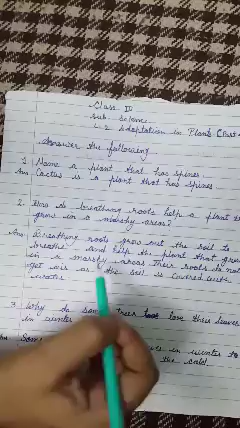 Class IV
Sub Science
L-2 Adaptation in Plants
Answer the following
1. Name a plant that has spines
Ans Cactus is a plant that has spines
2. How do breathing roots help a plant
grow in a marshy areas?
Ans. Breathing roots grow out the soil to
breathe and help the plant that grow
in a marshy areas Their roots do not
get air as the soil is covered with
water
3. Why do some trees lose their leaves
in winter
Ans Some in winter to
the cold.